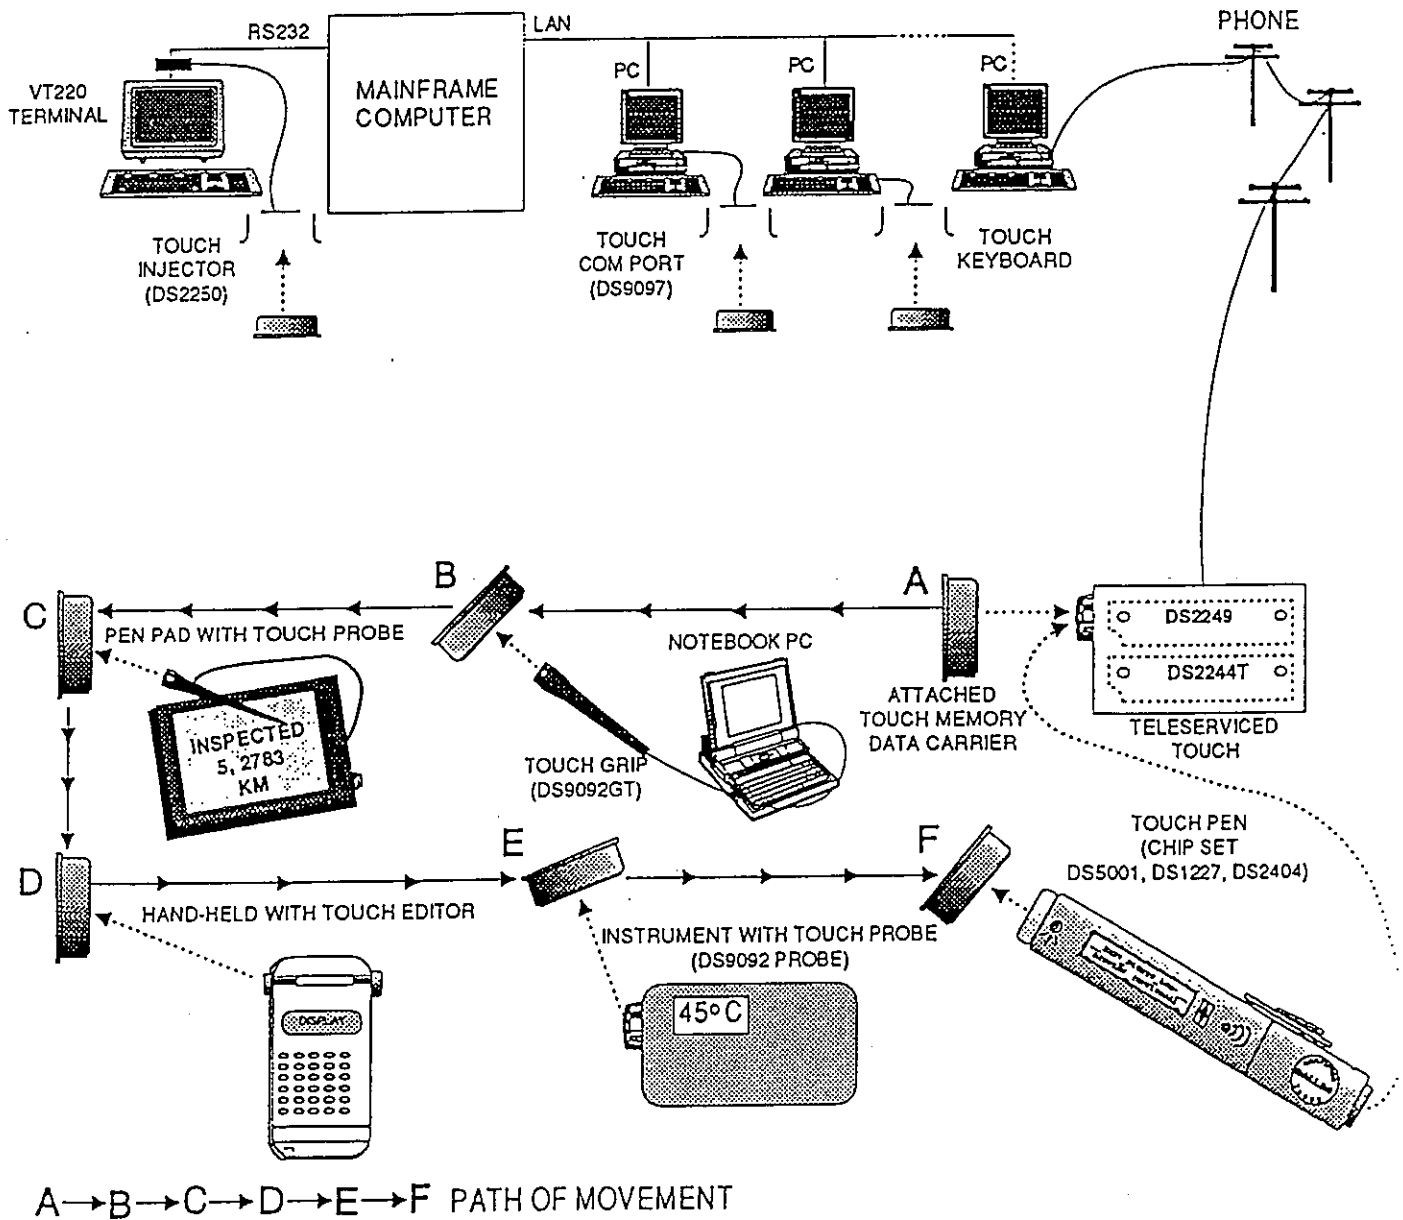 PHONE
RS232
LAN
PC
PC
PC
VT220
TERMINAL
MAINFRAME
COMPUTER
TOUCH
INJECTOR
(DS2250)
TOUCH
COM PORT
(DS9097)
TOUCH
KEYBOARD
A
B
C
PEN PAD WITH TOUCH PROBE
NOTEBOOK PC
DS2249
DS2244T
TELESERVICED
TOUCH
ATTACHED
TOUCH MEMORY
DATA CARRIER
INSPECTED
5, 2783
KM
TOUCH GRIP
(DS9092GT)
TOUCH PEN
(CHIP SET
DS5001, DS1227, DS2404)
D
E
F
HAND-HELD WITH TOUCH EDITOR
INSTRUMENT WITH TOUCH PROBE
(DS9092 PROBE)
DISPLAY
45°C
A→B→C→D→E→F PATH OF MOVEMENT